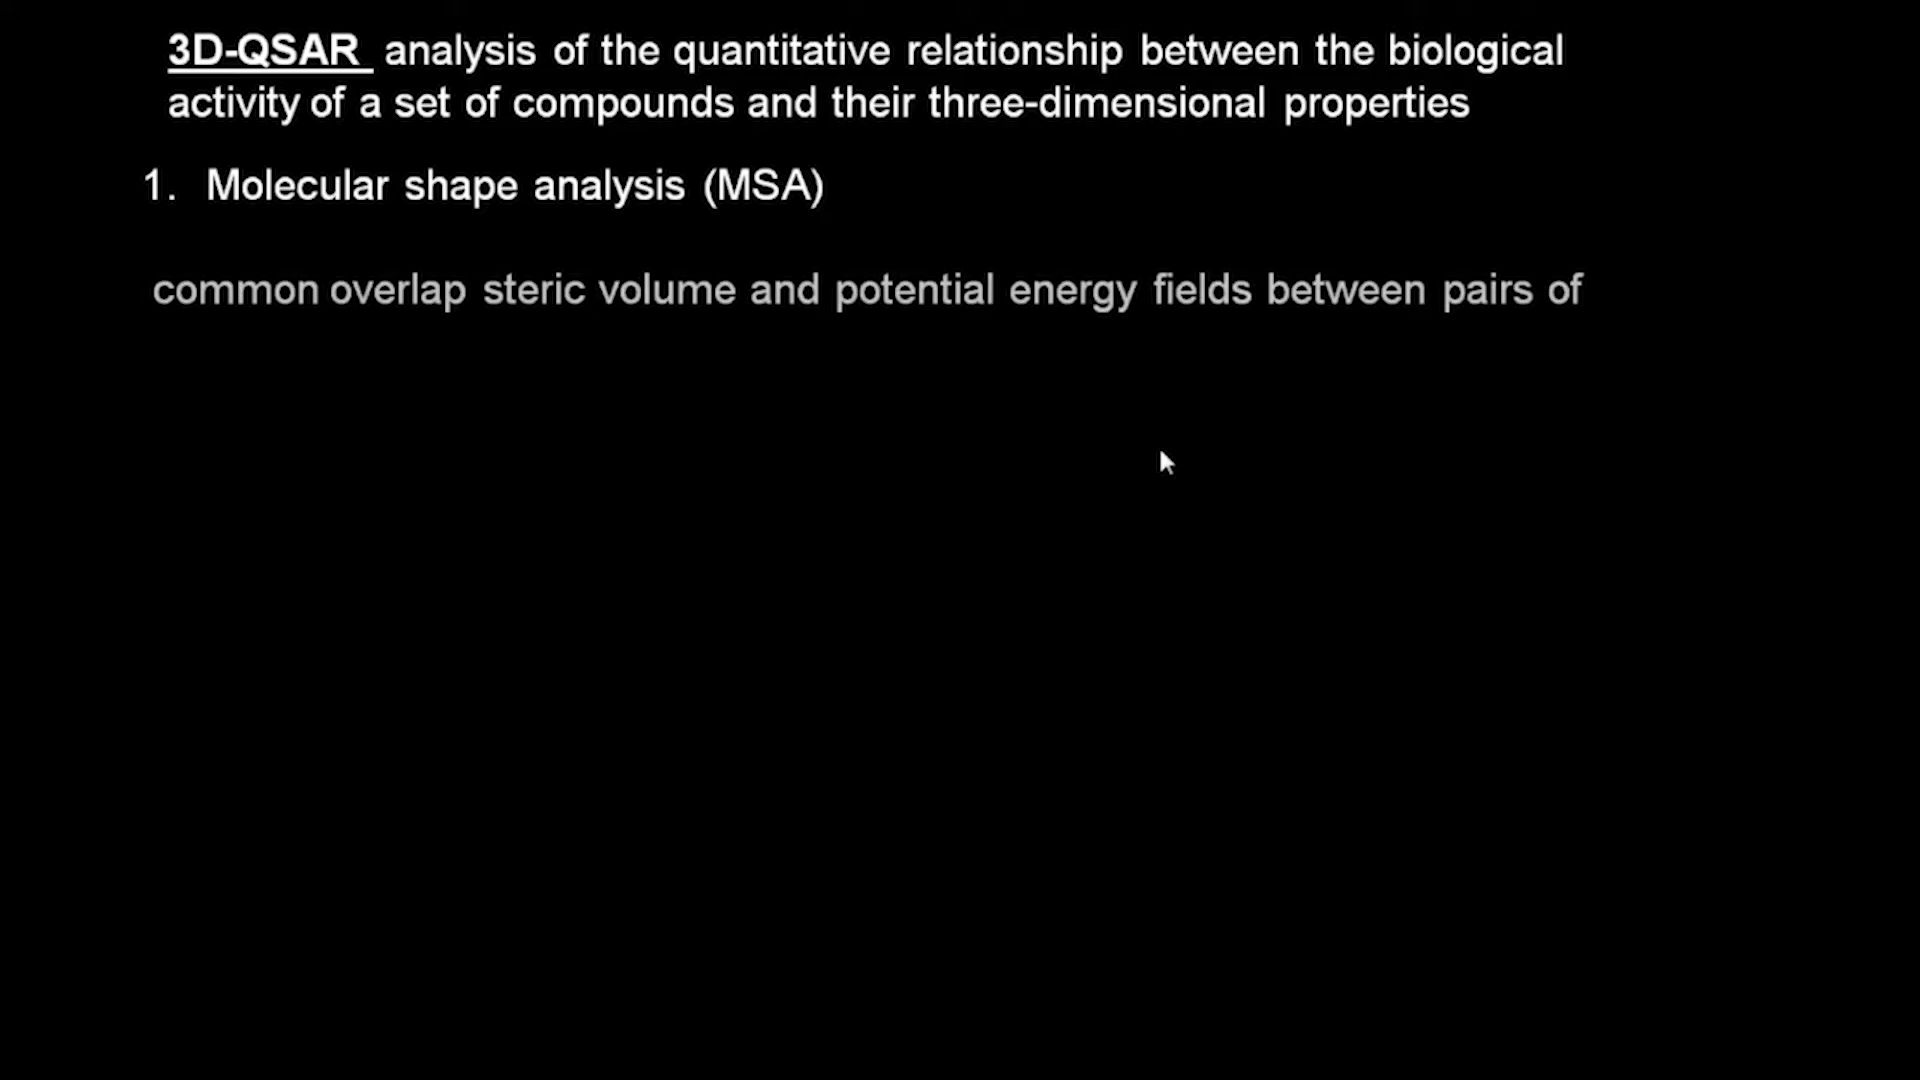 3D-QSAR analysis of the quantitative relationship between the biological
activity of a set of compounds and their three-dimensional properties
1. Molecular shape analysis (MSA)
common overlap steric volume and potential energy fields between pairs of